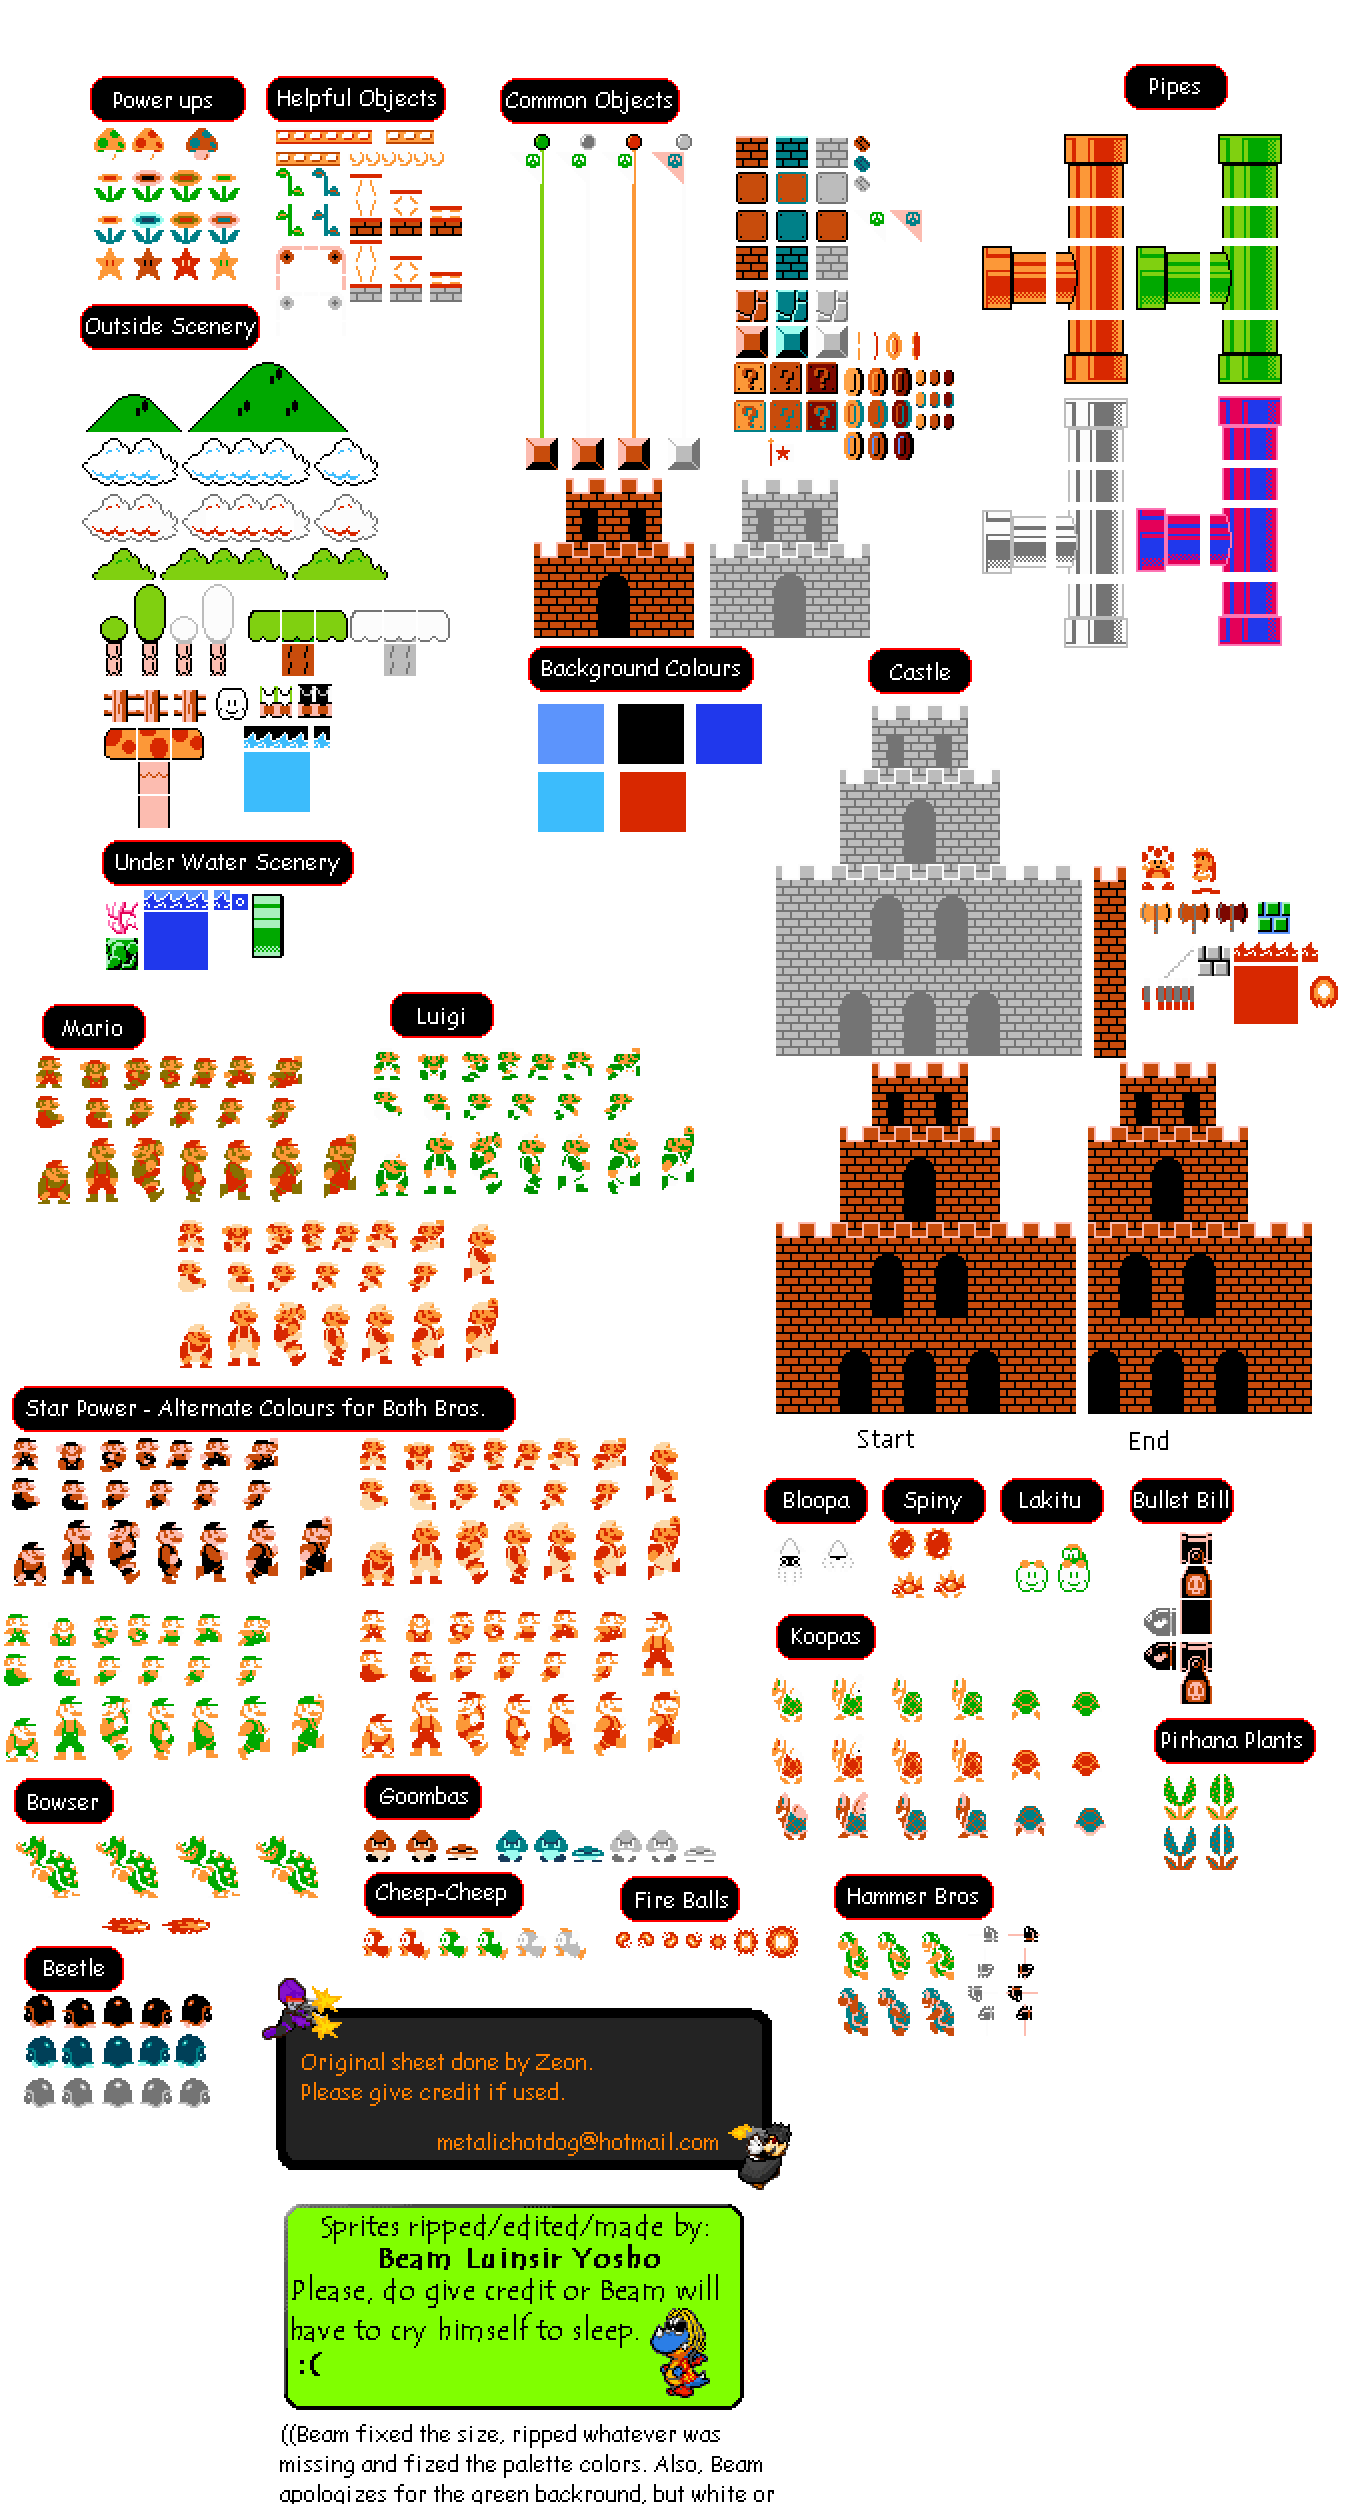 Power ups
Helpful Objects
Common Objects
Pipes
Outside Scenery
Background Colours
Castle
Under Water Scenery
Mario
Luigi
Star Power - Alternate Colours for Both Bros.
Start
End
Bloopa
Spiny
Lakitu
Bullet Bill
Koopas
Pirhana Plants
Bowser
Goombas
Cheep-Cheep
Fire Balls
Hammer Bros
Beetle
Original sheet done by Zeon.
Please give credit if used.
metalichotdog@hotmail.com
Sprites ripped/edited/made by:
Beam Luinsir Yosho
Please, do give credit or Beam will
have to cry himself to sleep.
:(
((Beam fixed the size, ripped whatever was
missing and fized the palette colors. Also, Beam
apologizes for the green backround, but white or